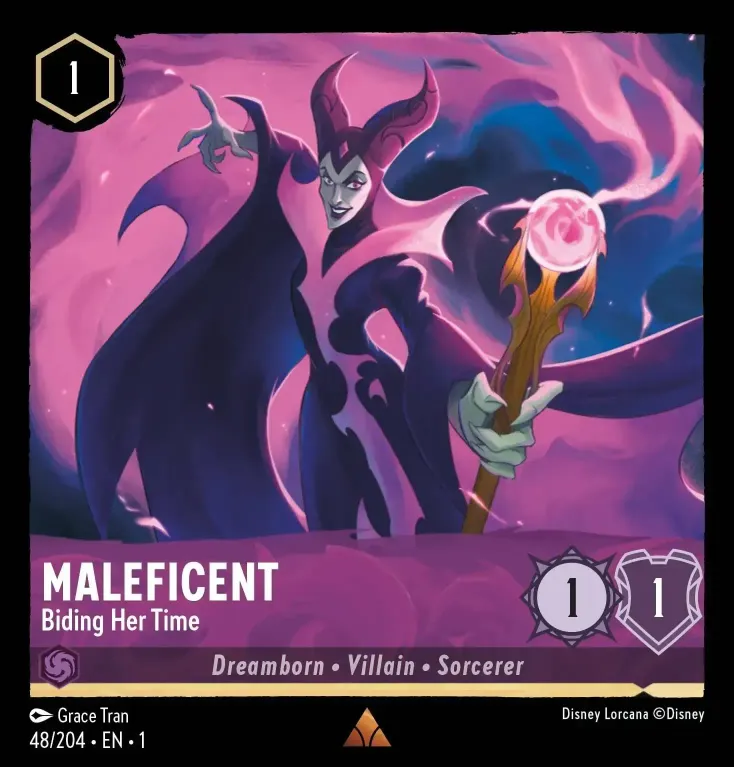 1
MALEFICENT
Biding Her Time
1 1
Dreamborn • Villain • Sorcerer
Grace Tran
Disney Lorcana ©Disney
48/204 • EN • 1